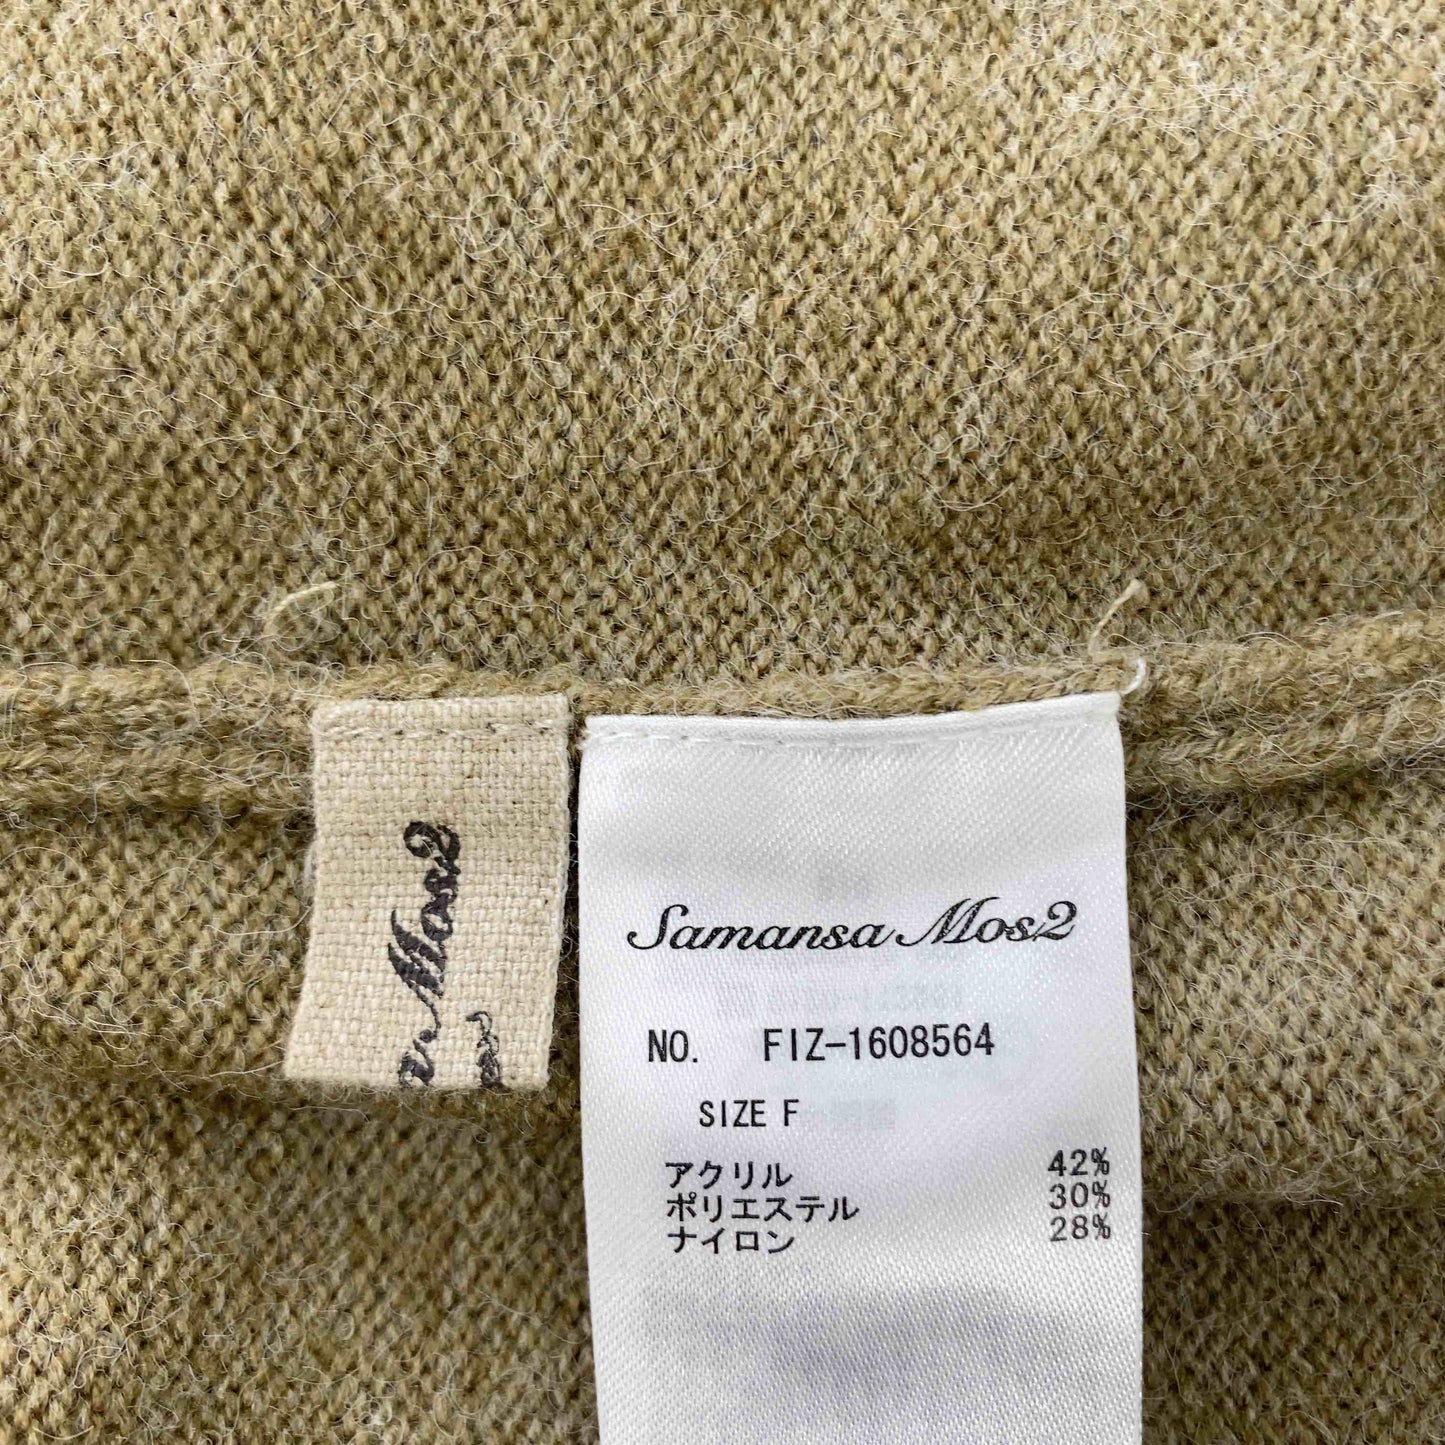 Mos2
Samansa Mos2
NO. FIZ-1608564
SIZE F
アクリル 42%
ポリエステル 30%
ナイロン 28%